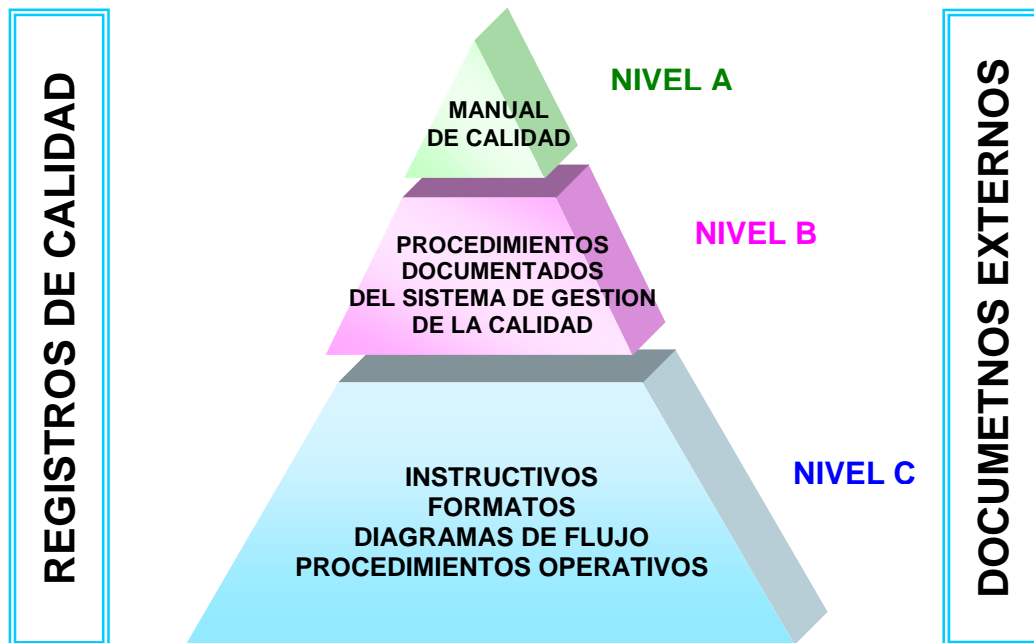 REGISTROS DE CALIDAD
MANUAL
DE CALIDAD
NIVEL A
PROCEDIMIENTOS
DOCUMENTADOS
DEL SISTEMA DE GESTION
DE LA CALIDAD
NIVEL B
INSTRUCTIVOS
FORMATOS
DIAGRAMAS DE FLUJO
PROCEDIMIENTOS OPERATIVOS
NIVEL C
DOCUMETNOS EXTERNOS